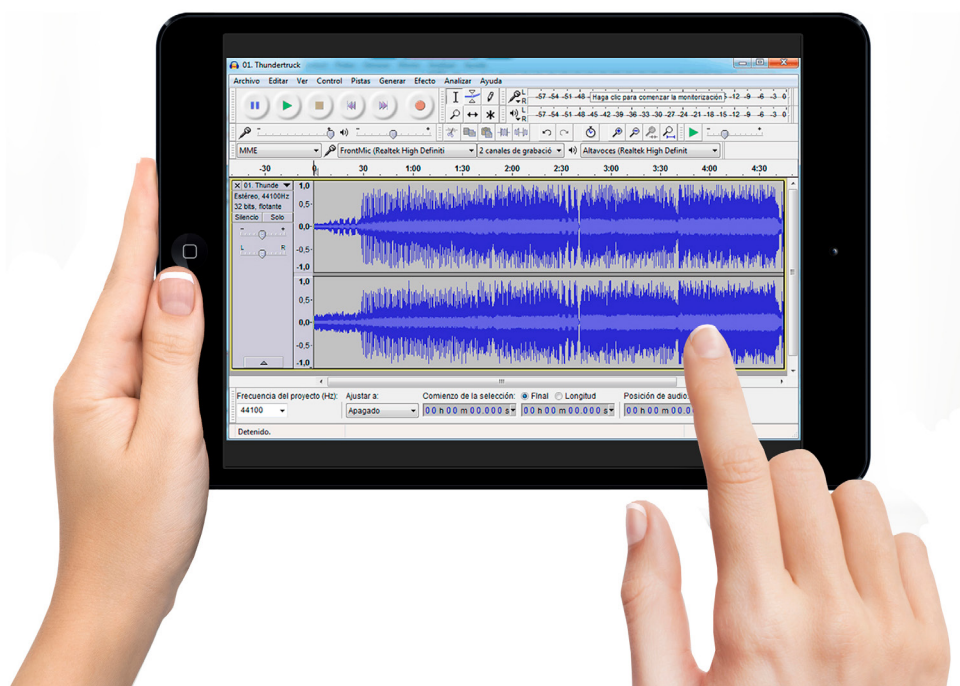 01. Thundertruck
Archivo Editar Ver Control Pistas Generar Efecto Analizar Ayuda
L
R
-57 -54 -51 -48 Haga clic para comenzar la monitorización -12 -9 -6 -3 0
L
R
-57 -54 -51 -48 -45 -42 -39 -36 -33 -30 -27 -24 -21 -18 -15 -12 -9 -6 -3 0
MME FrontMic (Realtek High Definiti 2 canales de grabació Altavoces (Realtek High Definit
-30 0 30 1:00 1:30 2:00 2:30 3:00 3:30 4:00 4:30
X 01. Thunde
Estéreo, 44100Hz
32 bits, flotante
Silencio Solo
- +
L R
1,0
0,5
0,0
-0,5
-1,0
1,0
0,5
0,0
-0,5
-1,0
Frecuencia del proyecto (Hz): Ajustar a: Comienzo de la selección: Final Longitud Posición de audio:
44100 Apagado 00 h 00 m 00.000 s 00 h 00 m 00.000 s 00 h 00 m 00.0
Detenido.